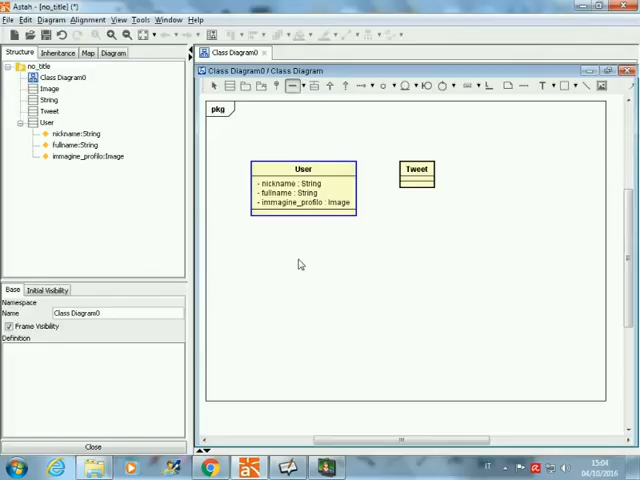 Astah - [no_title] (*)
File Edit Diagram Alignment View Tools Window Help
Structure Inheritance Map Diagram
no_title
Class Diagram0
Image
String
Tweet
User
nickname:String
fullname:String
immagine_profilo:Image
Base Initial Visibility
Namespace
Name Class Diagram0
Frame Visibility
Definition
Close
Class Diagram0
Class Diagram0 / Class Diagram
pkg
User
- nickname : String
- fullname : String
- immagine_profilo : Image
Tweet
IT
15:04
04/10/2016